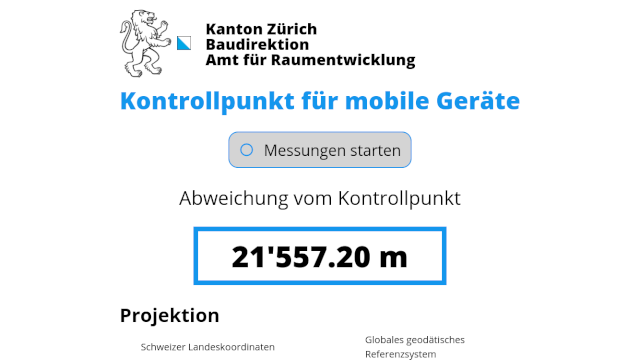 Kanton Zürich
Baudirektion
Amt für Raumentwicklung
Kontrollpunkt für mobile Geräte
Messungen starten
Abweichung vom Kontrollpunkt
21'557.20 m
Projektion
Schweizer Landeskoordinaten
Globales geodätisches
Referenzsystem